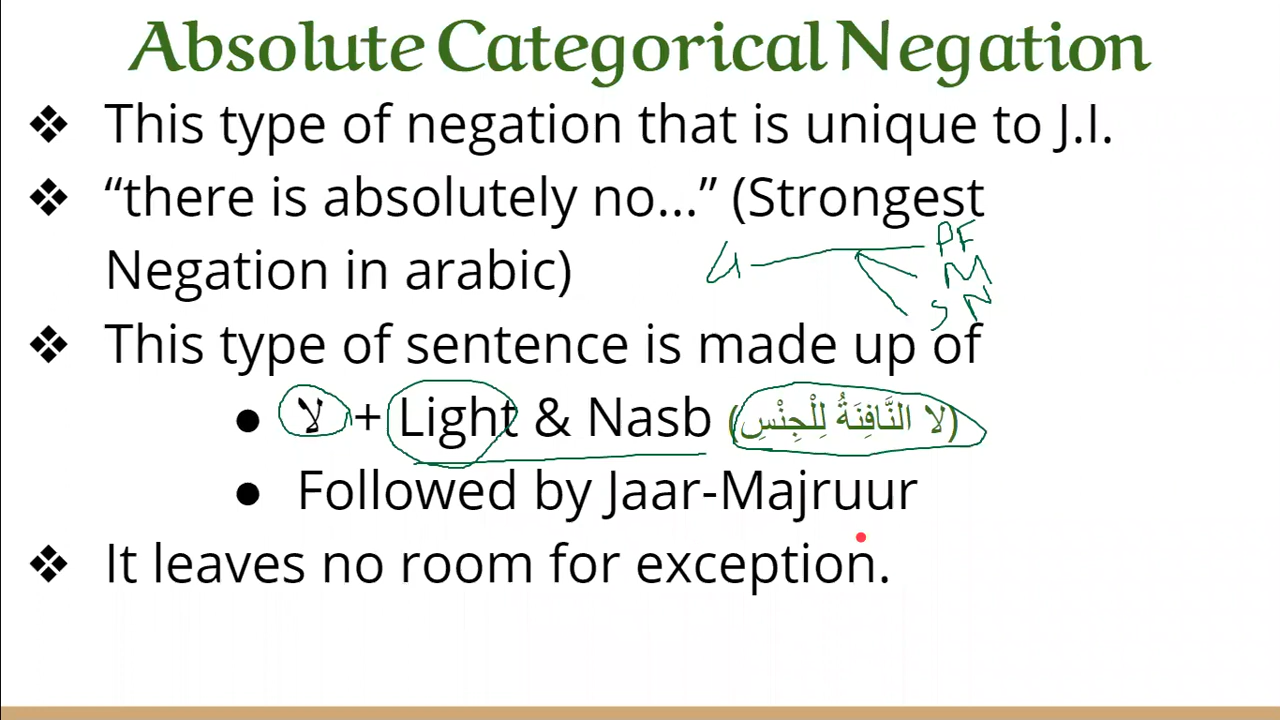 Absolute Categorical Negation
❖ This type of negation that is unique to J.I.
❖ “there is absolutely no...” (Strongest
Negation in arabic)
لما PF
M
S N
❖ This type of sentence is made up of
● لا + Light & Nasb (لا النَّافِنَةُ لِلْجِنْسِ)
● Followed by Jaar-Majruur
❖ It leaves no room for exception.